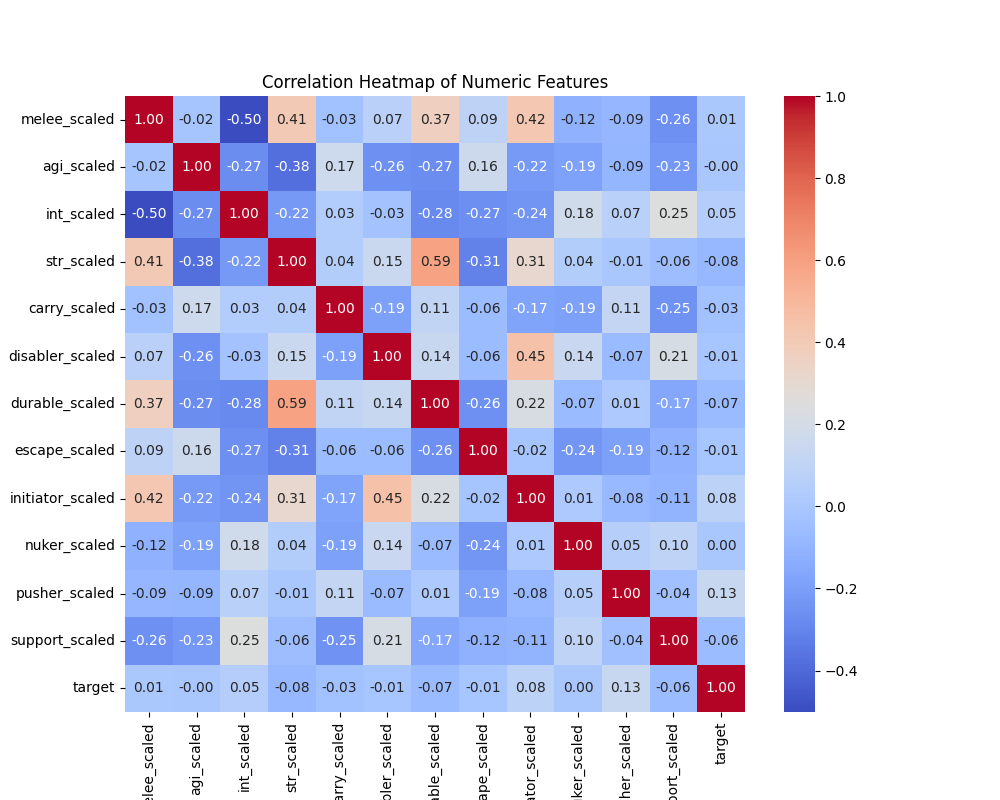 Correlation Heatmap of Numeric Features
melee_scaled 1.00 -0.02 -0.50 0.41 -0.03 0.07 0.37 0.09 0.42 -0.12 -0.09 -0.26 0.01
agi_scaled -0.02 1.00 -0.27 -0.38 0.17 -0.26 -0.27 0.16 -0.22 -0.19 -0.09 -0.23 -0.00
int_scaled -0.50 -0.27 1.00 -0.22 0.03 -0.03 -0.28 -0.27 -0.24 0.18 0.07 0.25 0.05
str_scaled 0.41 -0.38 -0.22 1.00 0.04 0.15 0.59 -0.31 0.31 0.04 -0.01 -0.06 -0.08
carry_scaled -0.03 0.17 0.03 0.04 1.00 -0.19 0.11 -0.06 -0.17 -0.19 0.11 -0.25 -0.03
disabler_scaled 0.07 -0.26 -0.03 0.15 -0.19 1.00 0.14 -0.06 0.45 0.14 -0.07 0.21 -0.01
durable_scaled 0.37 -0.27 -0.28 0.59 0.11 0.14 1.00 -0.26 0.22 -0.07 0.01 -0.17 -0.07
escape_scaled 0.09 0.16 -0.27 -0.31 -0.06 -0.06 -0.26 1.00 -0.02 -0.24 -0.19 -0.12 -0.01
initiator_scaled 0.42 -0.22 -0.24 0.31 -0.17 0.45 0.22 -0.02 1.00 0.01 -0.08 -0.11 0.08
nuker_scaled -0.12 -0.19 0.18 0.04 -0.19 0.14 -0.07 -0.24 0.01 1.00 0.05 0.10 0.00
pusher_scaled -0.09 -0.09 0.07 -0.01 0.11 -0.07 0.01 -0.19 -0.08 0.05 1.00 -0.04 0.13
support_scaled -0.26 -0.23 0.25 -0.06 -0.25 0.21 -0.17 -0.12 -0.11 0.10 -0.04 1.00 -0.06
target 0.01 -0.00 0.05 -0.08 -0.03 -0.01 -0.07 -0.01 0.08 0.00 0.13 -0.06 1.00
elee_scaled
agi_scaled
int_scaled
str_scaled
arry_scaled
bler_scaled
able_scaled
ape_scaled
ator_scaled
uker_scaled
her_scaled
port_scaled
target
1.0
0.8
0.6
0.4
0.2
0.0
−0.2
−0.4